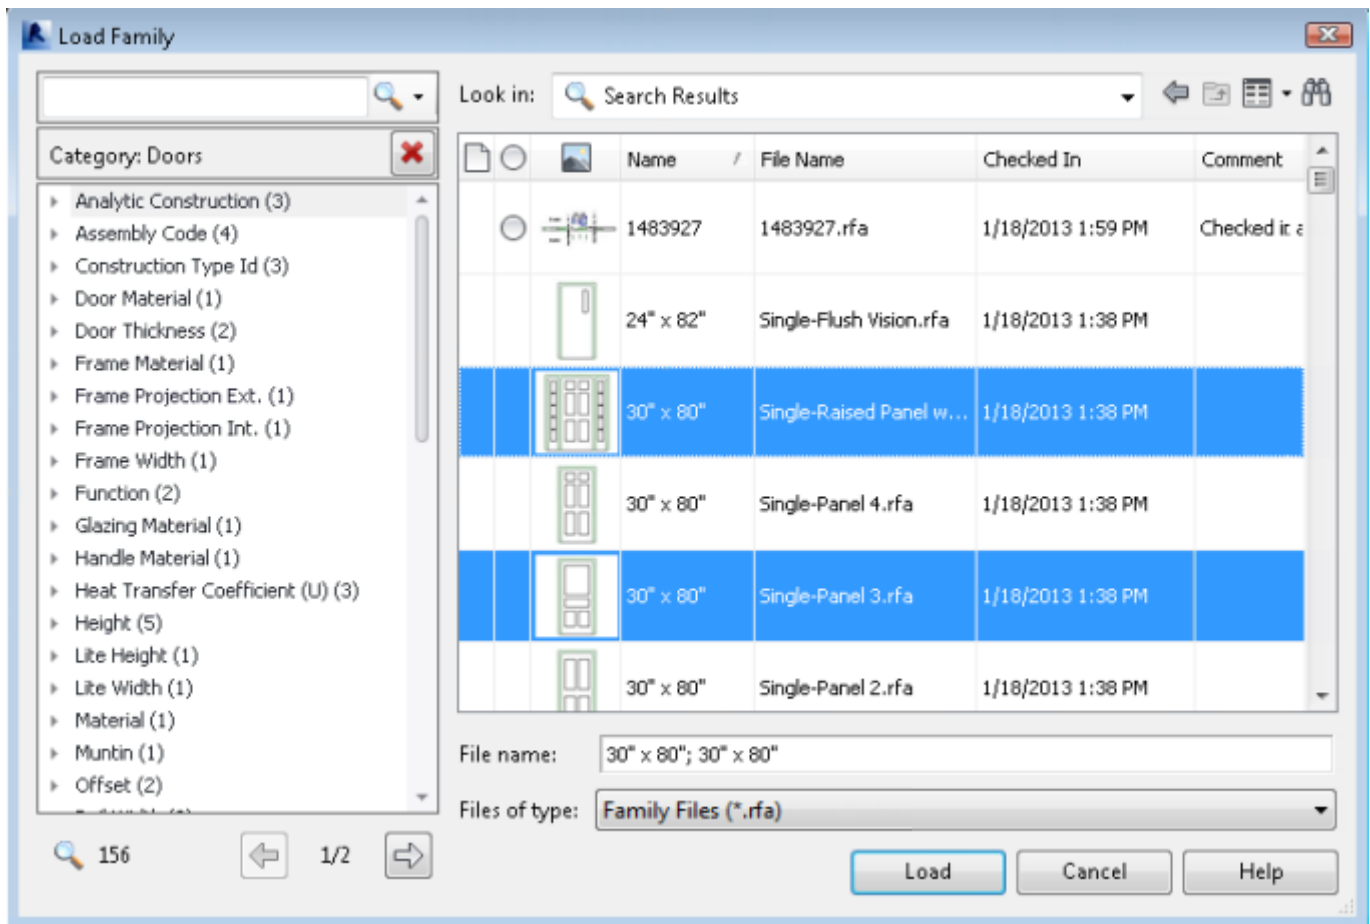 Load Family
Look in: Search Results
Category: Doors
Analytic Construction (3)
Assembly Code (4)
Construction Type Id (3)
Door Material (1)
Door Thickness (2)
Frame Material (1)
Frame Projection Ext. (1)
Frame Projection Int. (1)
Frame Width (1)
Function (2)
Glazing Material (1)
Handle Material (1)
Heat Transfer Coefficient (U) (3)
Height (5)
Lite Height (1)
Lite Width (1)
Material (1)
Muntin (1)
Offset (2)
156 1/2
Name / File Name Checked In Comment
1483927 1483927.rfa 1/18/2013 1:59 PM Checked it a
24" x 82" Single-Flush Vision.rfa 1/18/2013 1:38 PM
30" x 80" Single-Raised Panel w... 1/18/2013 1:38 PM
30" x 80" Single-Panel 4.rfa 1/18/2013 1:38 PM
30" x 80" Single-Panel 3.rfa 1/18/2013 1:38 PM
30" x 80" Single-Panel 2.rfa 1/18/2013 1:38 PM
File name: 30" x 80"; 30" x 80"
Files of type: Family Files (*.rfa)
Load Cancel Help